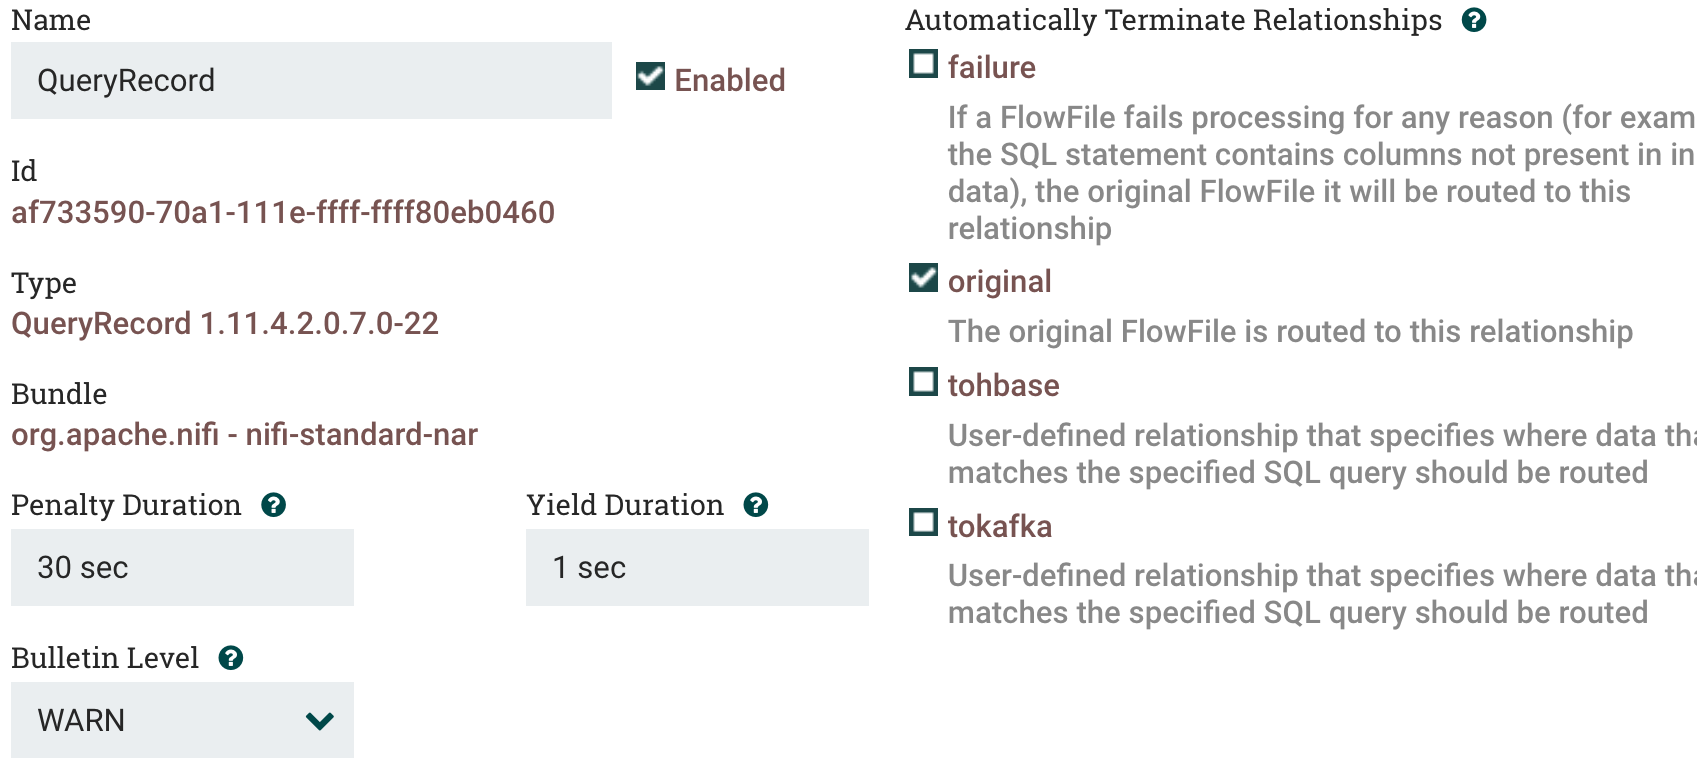 Name
QueryRecord
Enabled
Id
af733590-70a1-111e-ffff-ffff80eb0460
Type
QueryRecord 1.11.4.2.0.7.0-22
Bundle
org.apache.nifi - nifi-standard-nar
Penalty Duration
30 sec
Yield Duration
1 sec
Bulletin Level
WARN
Automatically Terminate Relationships
failure
If a FlowFile fails processing for any reason (for exam
the SQL statement contains columns not present in in
data), the original FlowFile it will be routed to this
relationship
original
The original FlowFile is routed to this relationship
tohbase
User-defined relationship that specifies where data tha
matches the specified SQL query should be routed
tokafka
User-defined relationship that specifies where data tha
matches the specified SQL query should be routed